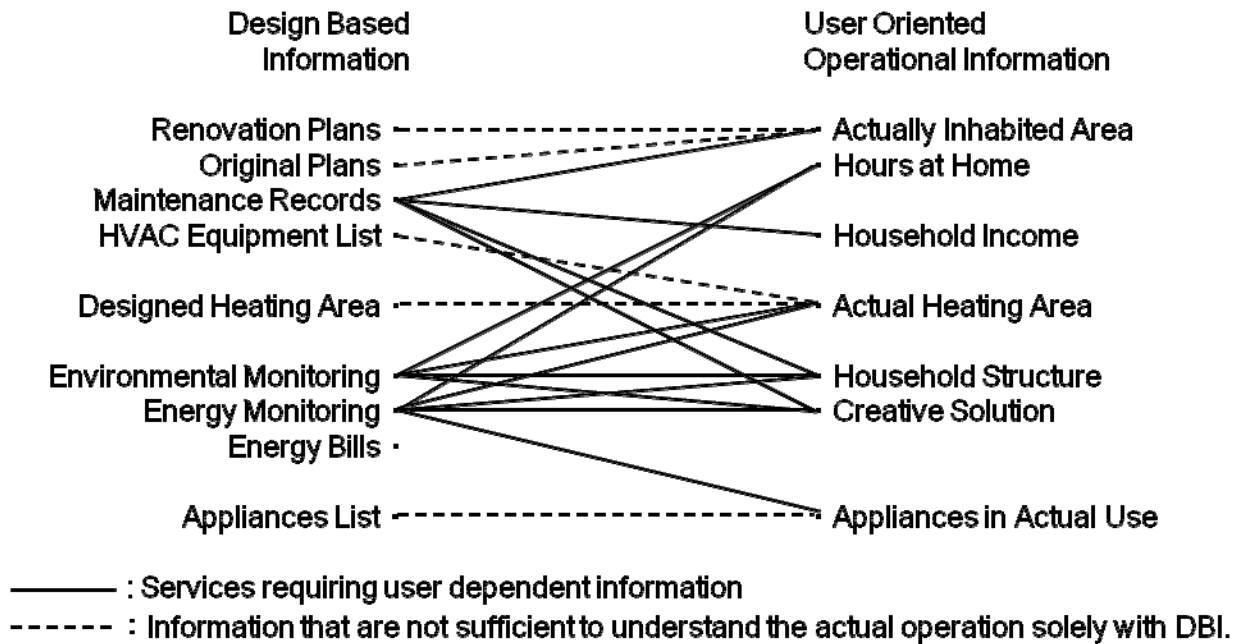 Design Based
Information
User Oriented
Operational Information
Renovation Plans
Original Plans
Maintenance Records
HVAC Equipment List
Designed Heating Area
Environmental Monitoring
Energy Monitoring
Energy Bills
Appliances List
Actually Inhabited Area
Hours at Home
Household Income
Actual Heating Area
Household Structure
Creative Solution
Appliances in Actual Use
: Services requiring user dependent information
: Information that are not sufficient to understand the actual operation solely with DBI.